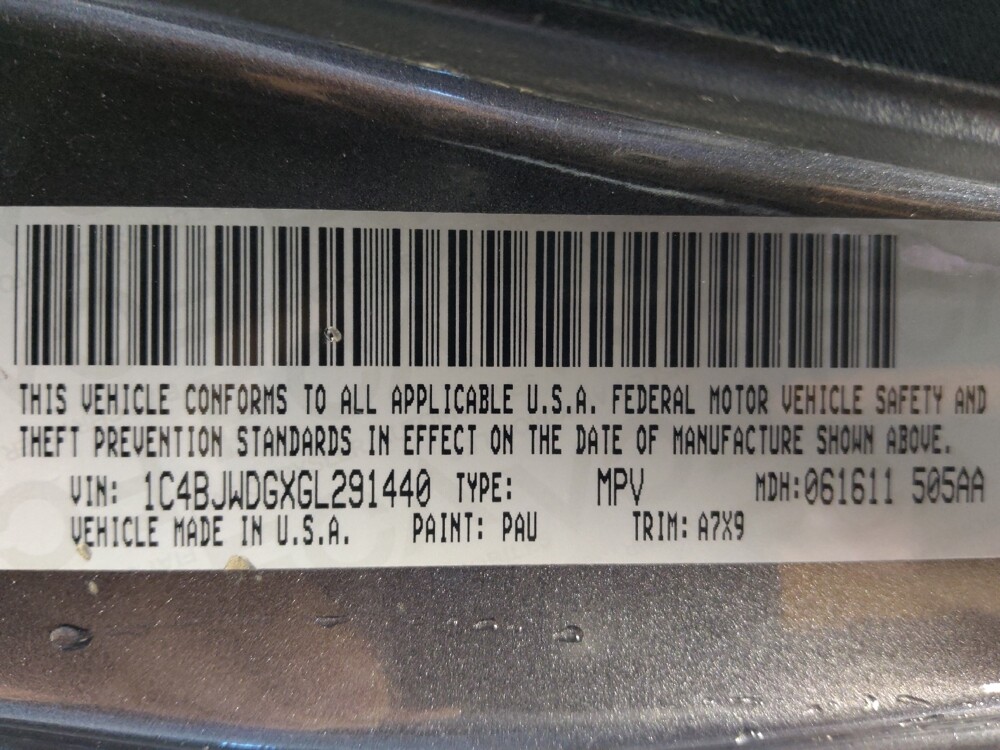 THIS VEHICLE CONFORMS TO ALL APPLICABLE U.S.A. FEDERAL MOTOR VEHICLE SAFETY AND
THEFT PREVENTION STANDARDS IN EFFECT ON THE DATE OF MANUFACTURE SHOWN ABOVE.
VIN: 1C4BJWDGXGL291440 TYPE: MPV MDH:061611 505AA
VEHICLE MADE IN U.S.A. PAINT: PAU TRIM: A7X9